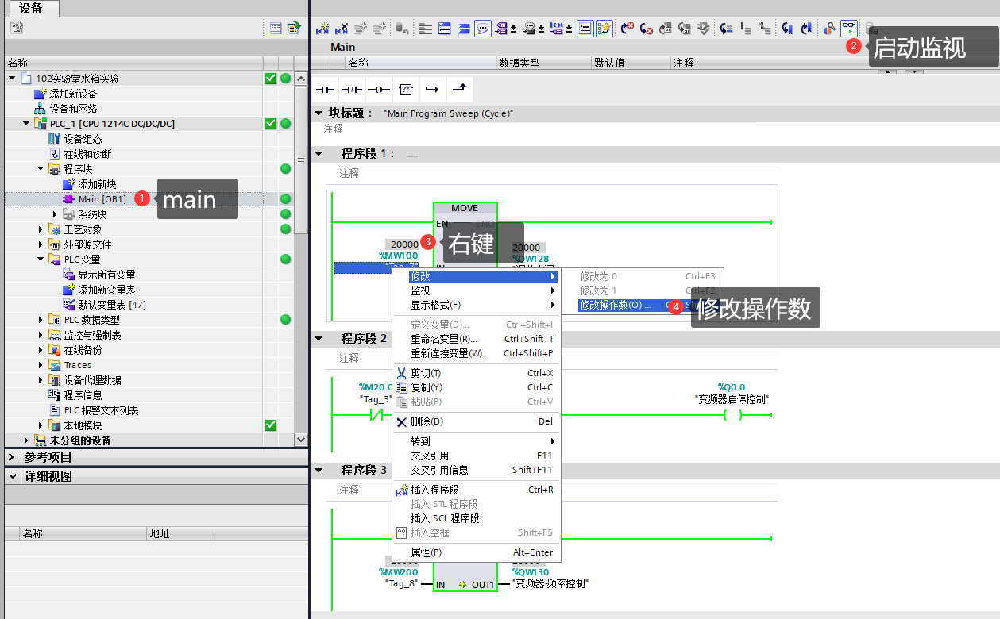 设备
名称
102实验室水箱实验
添加新设备
设备和网络
PLC_1 [CPU 1214C DC/DC/DC]
设备组态
在线和诊断
程序块
添加新块
Main [OB1]
1
main
系统块
工艺对象
外部源文件
PLC 变量
显示所有变量
添加新变量表
默认变量表 [47]
PLC 数据类型
监控与强制表
在线备份
Traces
设备代理数据
程序信息
PLC 报警文本列表
本地模块
未分组的设备
参考项目
详细视图
名称 地址
Main
2
启动监视
名称 数据类型 默认值 注释
??
块标题： "Main Program Sweep (Cycle)"
注释
程序段 1： .....
注释
MOVE
EN ENO
20000
3
右键
20000
%MW100
%QW128
修改
修改为 0 Ctrl+F3
监视
修改为 1 Ctrl+F2
显示格式(F)
修改操作数(O) ...
4
修改操作数
定义变量(D)... Ctrl+Shift+I
重命名变量(R)... Ctrl+Shift+T
重新连接变量(W)... Ctrl+Shift+P
剪切(T) Ctrl+X
复制(Y) Ctrl+C
粘贴(P) Ctrl+V
删除(D) Del
转到
交叉引用 F11
交叉引用信息 Shift+F11
插入程序段 Ctrl+R
插入 STL 程序段
插入 SCL 程序段
插入空框 Shift+F5
属性(P) Alt+Enter
程序段 2
注释
%M20.0
"Tag_3"
%Q0.0
"变频器启停控制"
程序段 3
注释
%MW200
%QW130
"Tag_8" IN OUT1 "变频器-频率控制"